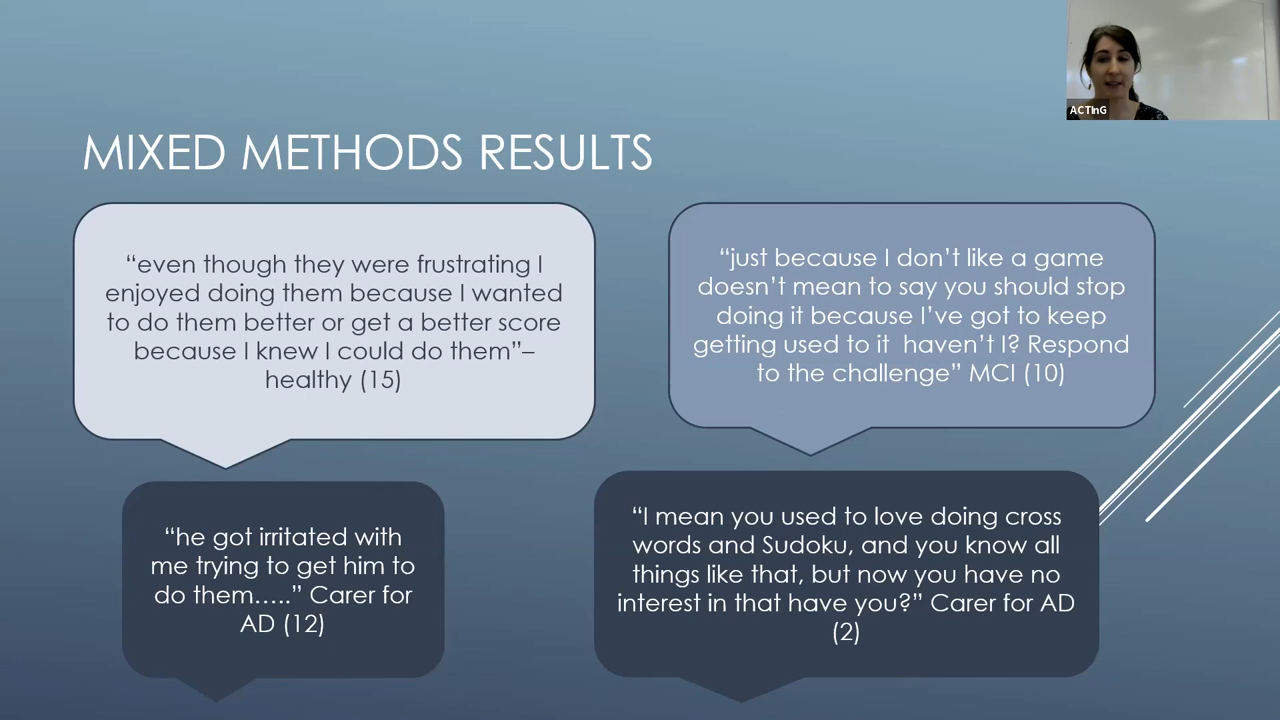 ACTInG
MIXED METHODS RESULTS
“even though they were frustrating I
enjoyed doing them because I wanted
to do them better or get a better score
because I knew I could do them”–
healthy (15)
“just because I don’t like a game
doesn’t mean to say you should stop
doing it because I’ve got to keep
getting used to it  haven’t I? Respond
to the challenge” MCI (10)
“he got irritated with
me trying to get him to
do them…..” Carer for
AD (12)
“I mean you used to love doing cross
words and Sudoku, and you know all
things like that, but now you have no
interest in that have you?” Carer for AD
(2)